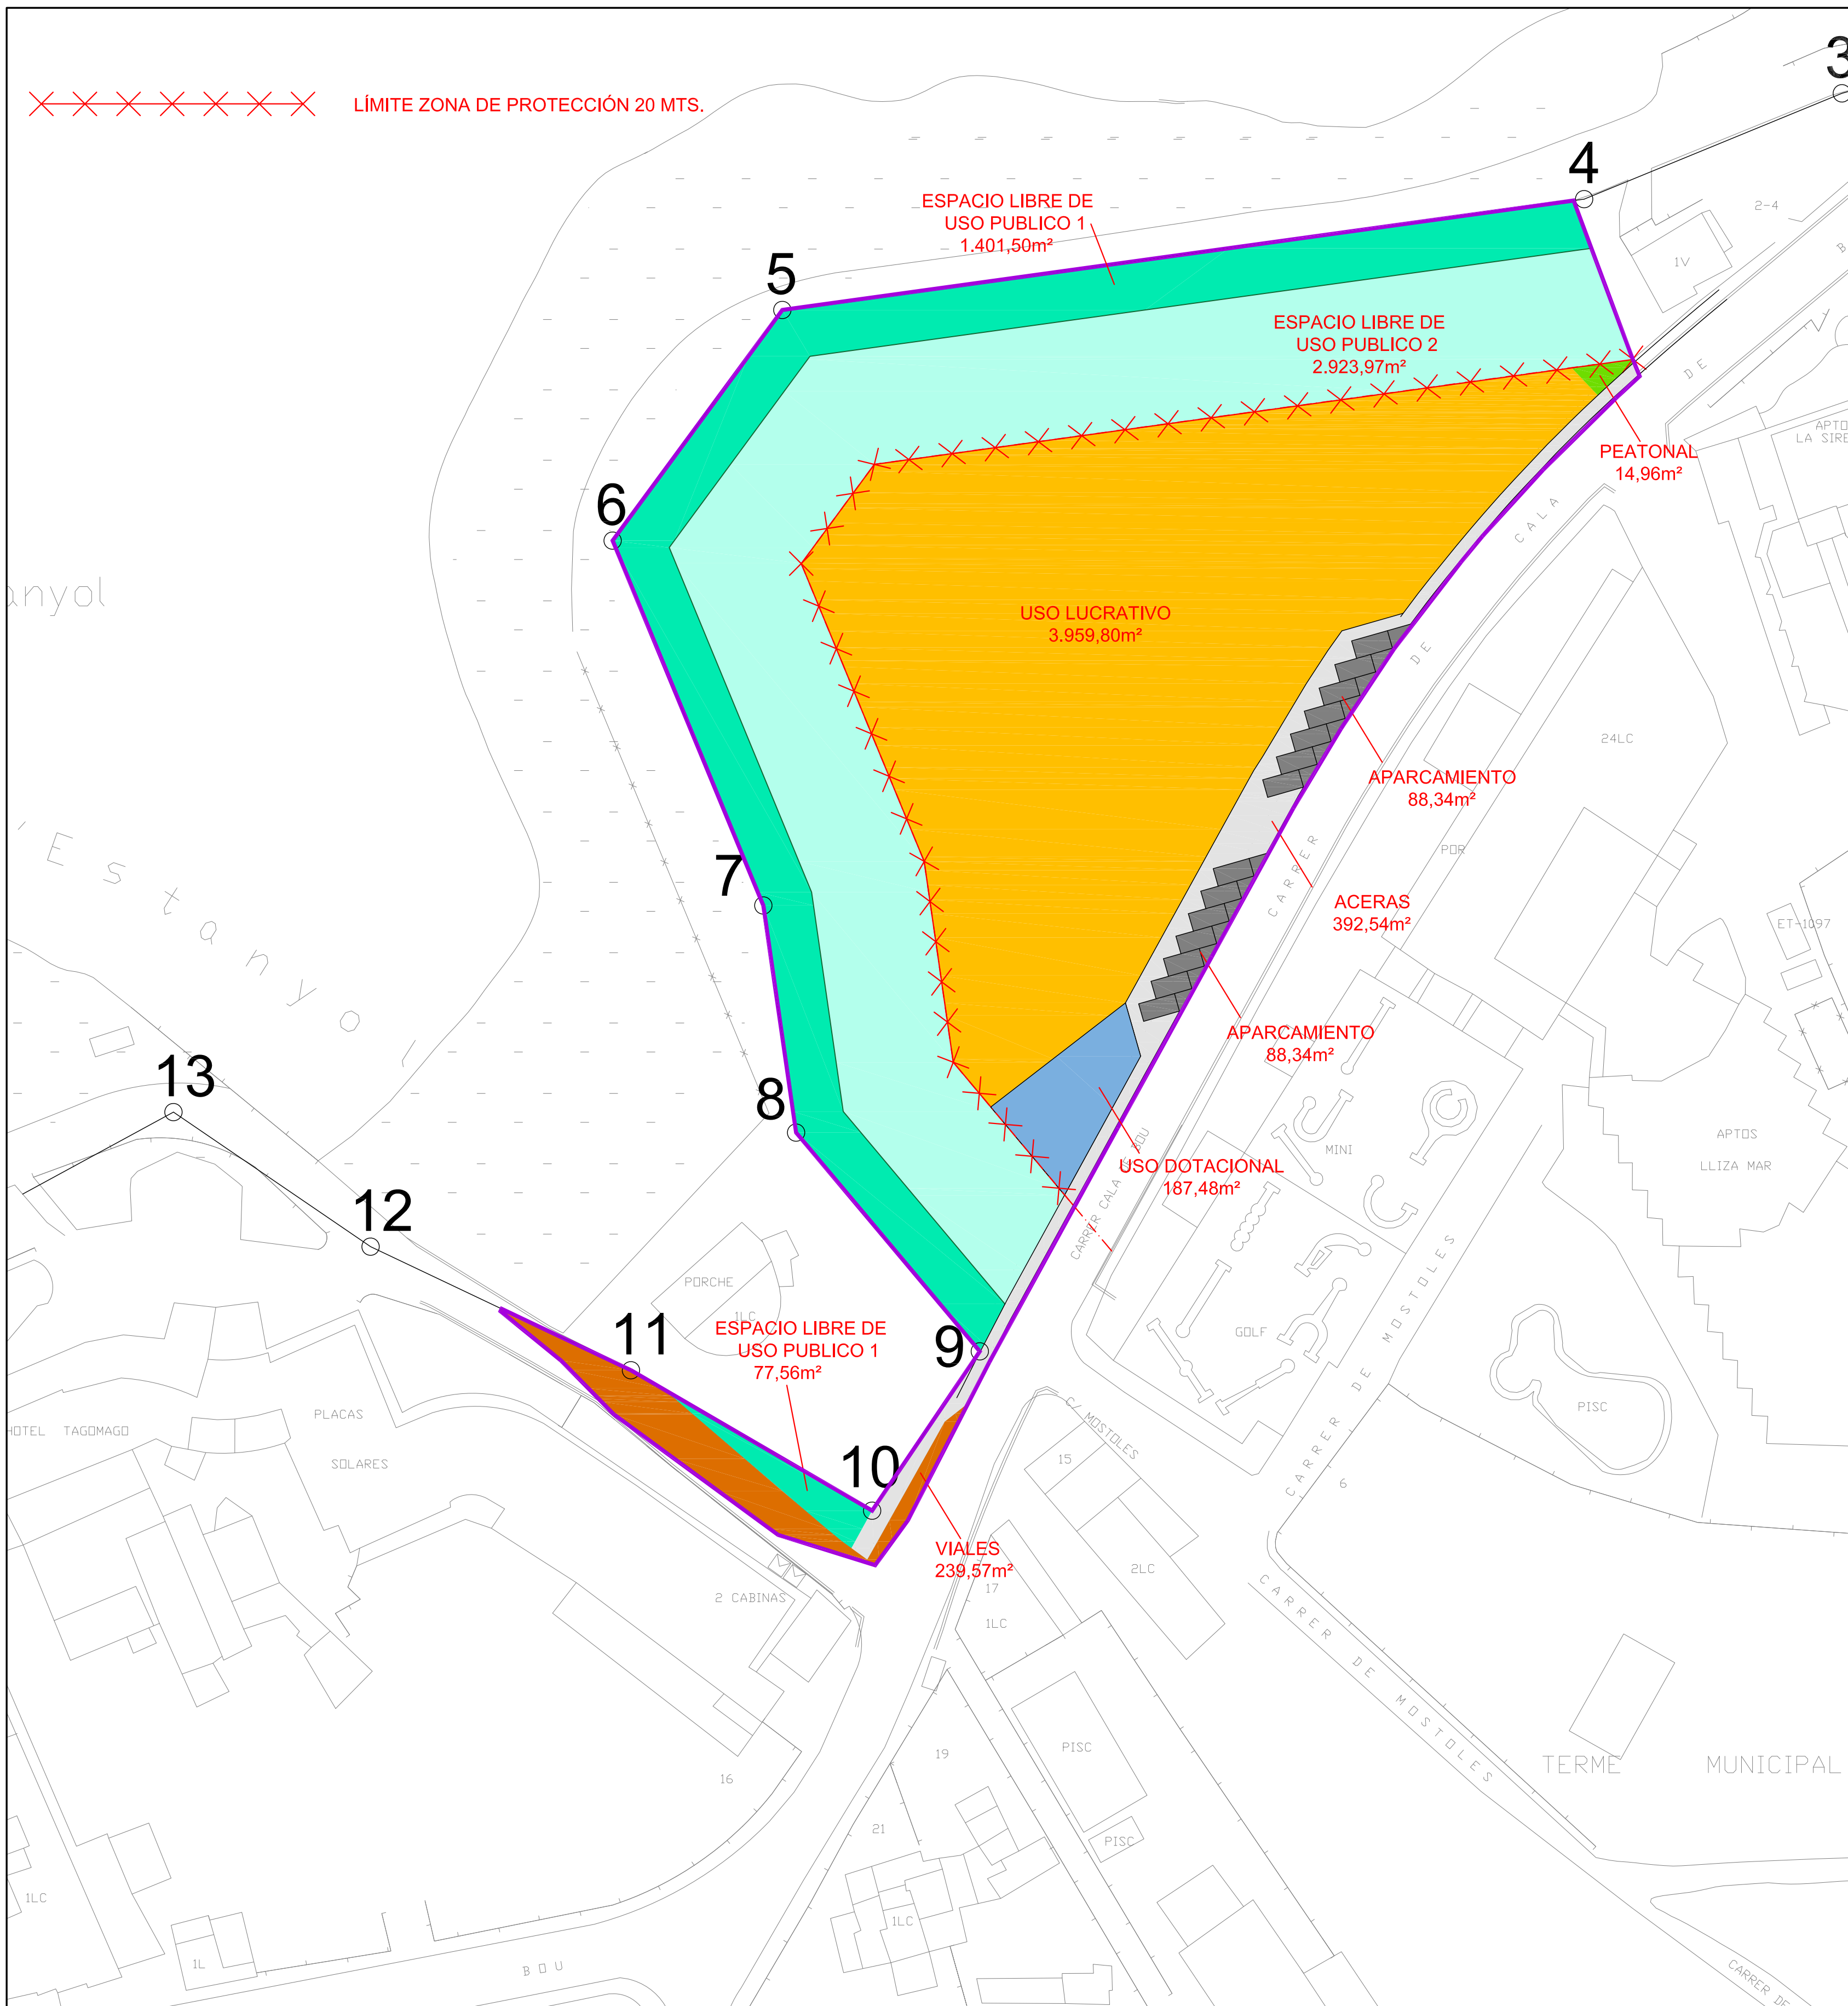 3
LÍMITE ZONA DE PROTECCIÓN 20 MTS.
4
ESPACIO LIBRE DE
USO PUBLICO 1
1.401,50m²
2-4
1V
B
5
ESPACIO LIBRE DE
USO PUBLICO 2
2.923,97m²
DE
PEATONAL
14,96m²
APTO
LA SIRE
6
CALA
anyol
USO LUCRATIVO
3.959,80m²
DE
24LC
APARCAMIENTO
88,34m²
Estanyol
POR
7
CARRER
ACERAS
392,54m²
ET-1097
APARCAMIENTO
88,34m²
13
8
MINI
APTOS
LLIZA MAR
USO DOTACIONAL
187,48m²
CARRER CALA DE BOU
12
PORCHE
1LC
GOLF
CARRER DE MOSTOLES
11
ESPACIO LIBRE DE
USO PUBLICO 1
77,56m²
9
PISC
HOTEL TAGOMAGO
PLACAS
SOLARES
C/ MOSTOLES
15
6
10
VIALES
239,57m²
2LC
2 CABINAS
17
1LC
CARRER DE MOSTOLES
19
PISC
TERME MUNICIPAL
16
21
PISC
1LC
1LC
1L
BOU
CARRER DE